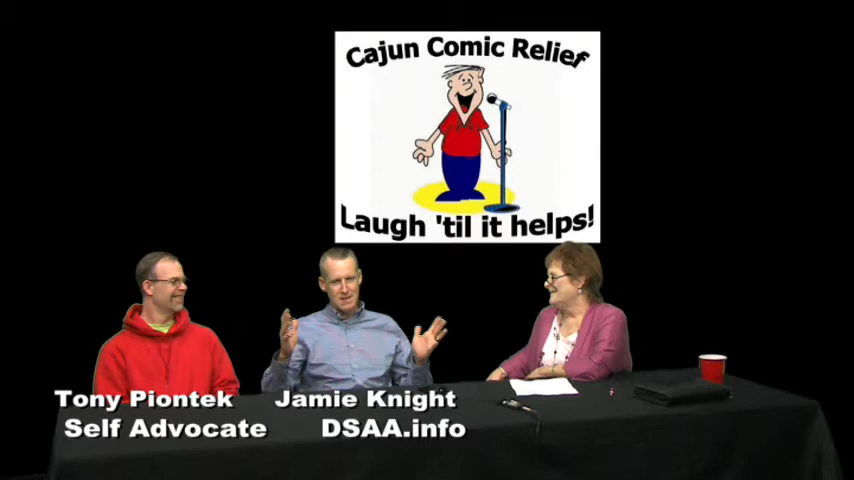 Cajun Comic Relief
Laugh 'til it helps!
Tony Piontek
Jamie Knight
Self Advocate
DSAA.info